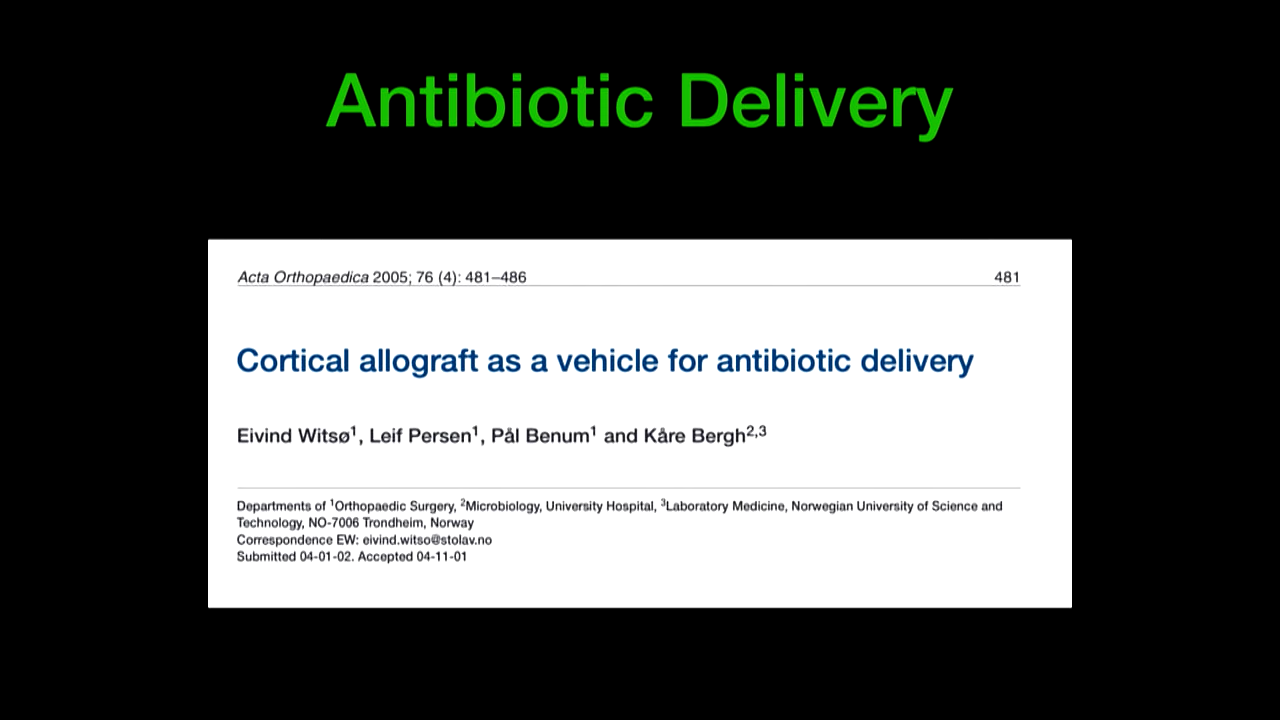 Antibiotic Delivery
Acta Orthopaedica 2005; 76 (4): 481–486 481
Cortical allograft as a vehicle for antibiotic delivery
Eivind Witsø¹, Leif Persen¹, Pål Benum¹ and Kåre Bergh²,³
Departments of ¹Orthopaedic Surgery, ²Microbiology, University Hospital, ³Laboratory Medicine, Norwegian University of Science and
Technology, NO-7006 Trondheim, Norway
Correspondence EW: eivind.witso@stolav.no
Submitted 04-01-02. Accepted 04-11-01